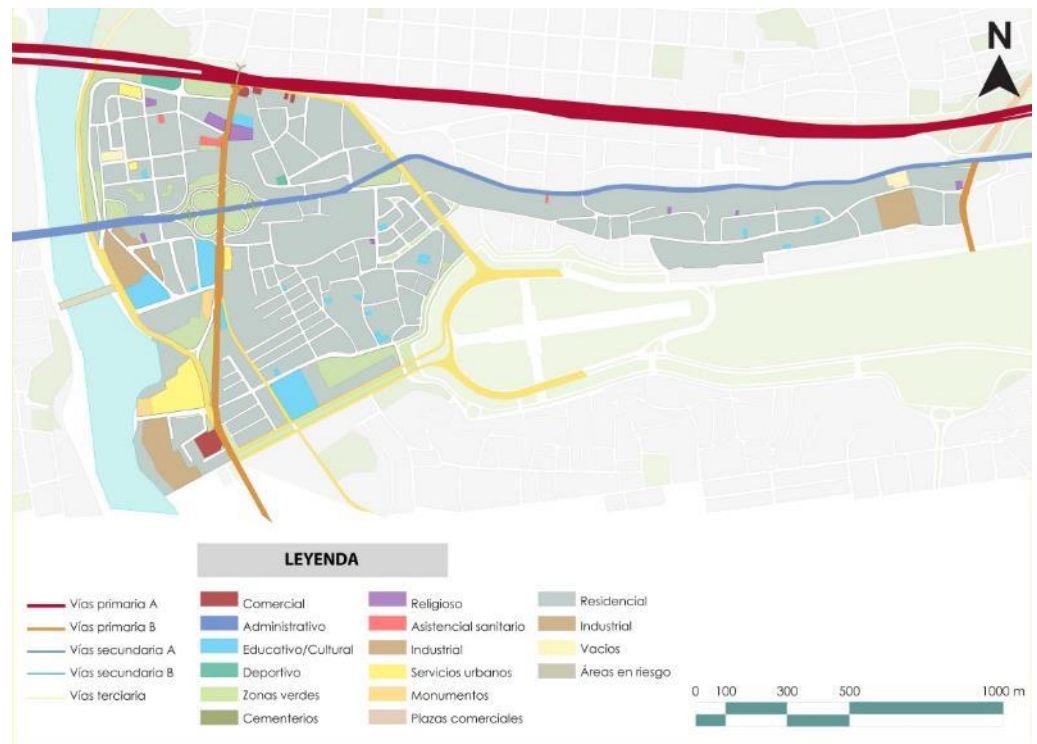 N
LEYENDA
Vías primaria A
Vías primaria B
Vías secundaria A
Vías secundaria B
Vías terciaria
Comercial
Administrativo
Educativo/Cultural
Deportivo
Zonas verdes
Cementerios
Religioso
Asistencial sanitario
Industrial
Servicios urbanos
Monumentos
Plazas comerciales
Residencial
Industrial
Vacios
Áreas en riesgo
0 100 300 500 1000 m